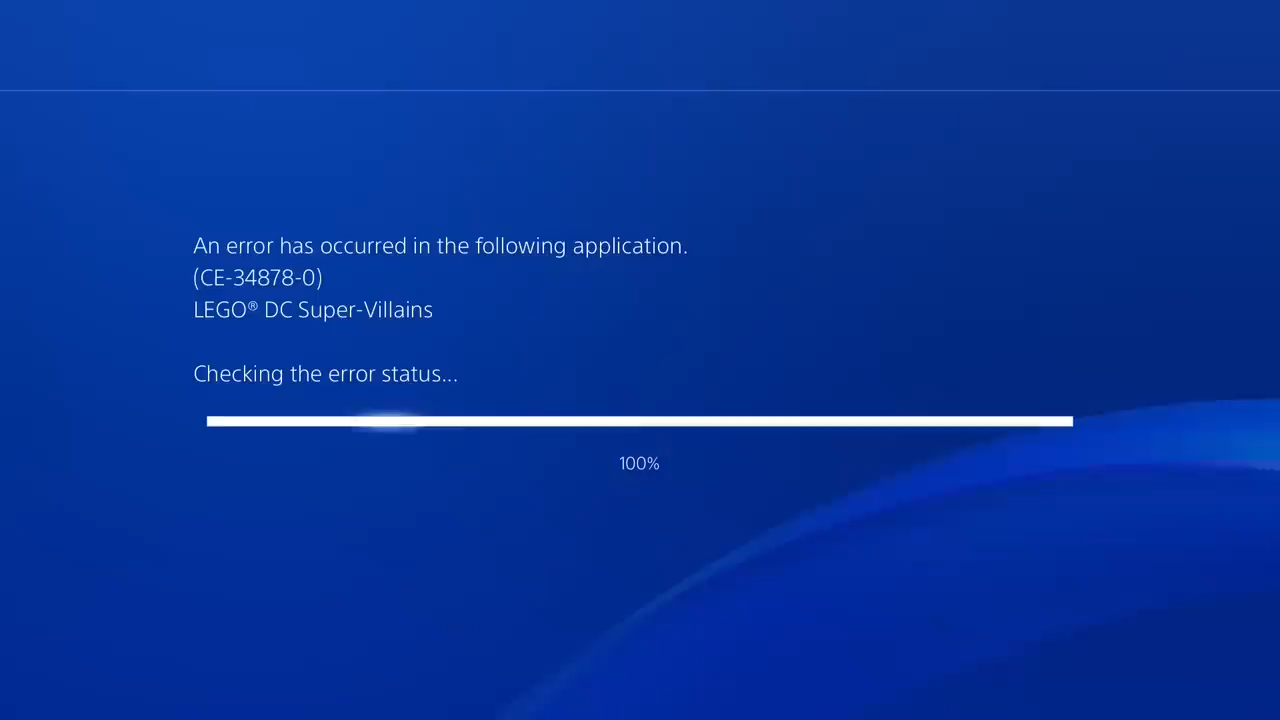 An error has occurred in the following application.
(CE-34878-0)
LEGO® DC Super-Villains
Checking the error status...
100%